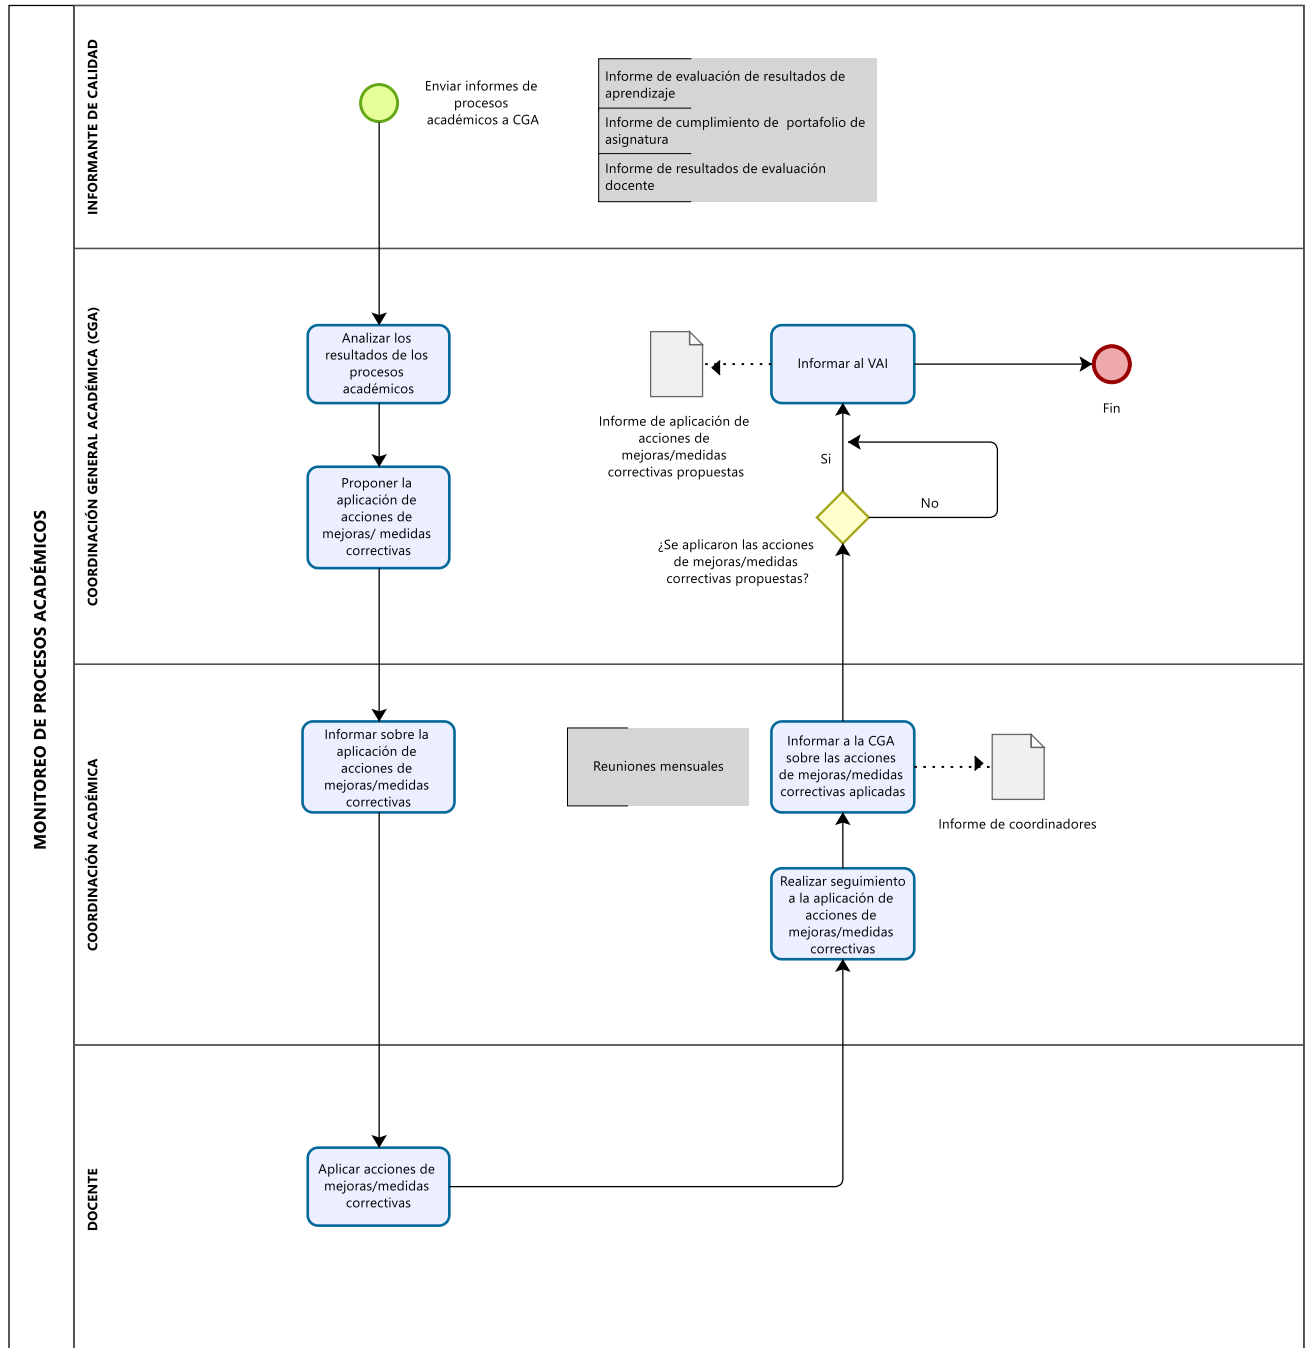 MONITOREO DE PROCESOS ACADÉMICOS
INFORMANTE DE CALIDAD
Enviar informes de
procesos
académicos a CGA
Informe de evaluación de resultados de
aprendizaje
Informe de cumplimiento de portafolio de
asignatura
Informe de resultados de evaluación
docente
COORDINACIÓN GENERAL ACADÉMICA (CGA)
Analizar los
resultados de los
procesos
académicos
Proponer la
aplicación de
acciones de
mejoras/ medidas
correctivas
Informe de aplicación de
acciones de
mejoras/medidas
correctivas propuestas
Informar al VAI
Fin
Si
No
¿Se aplicaron las acciones
de mejoras/medidas
correctivas propuestas?
COORDINACIÓN ACADÉMICA
Informar sobre la
aplicación de
acciones de
mejoras/medidas
correctivas
Reuniones mensuales
Informar a la CGA
sobre las acciones
de mejoras/medidas
correctivas aplicadas
Informe de coordinadores
Realizar seguimiento
a la aplicación de
acciones de
mejoras/medidas
correctivas
DOCENTE
Aplicar acciones de
mejoras/medidas
correctivas